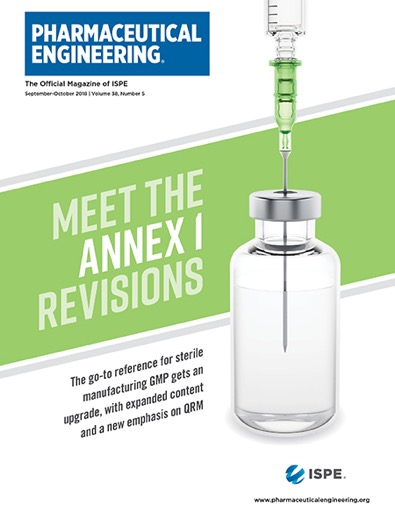 PHARMACEUTICAL
ENGINEERING®
The Official Magazine of ISPE
September-October 2018 | Volume 38, Number 5
MEET THE
ANNEX 1
REVISIONS
The go-to reference for sterile
manufacturing GMP gets an
upgrade, with expanded content
and a new emphasis on QRM
ISPE®
www.pharmaceuticalengineering.org